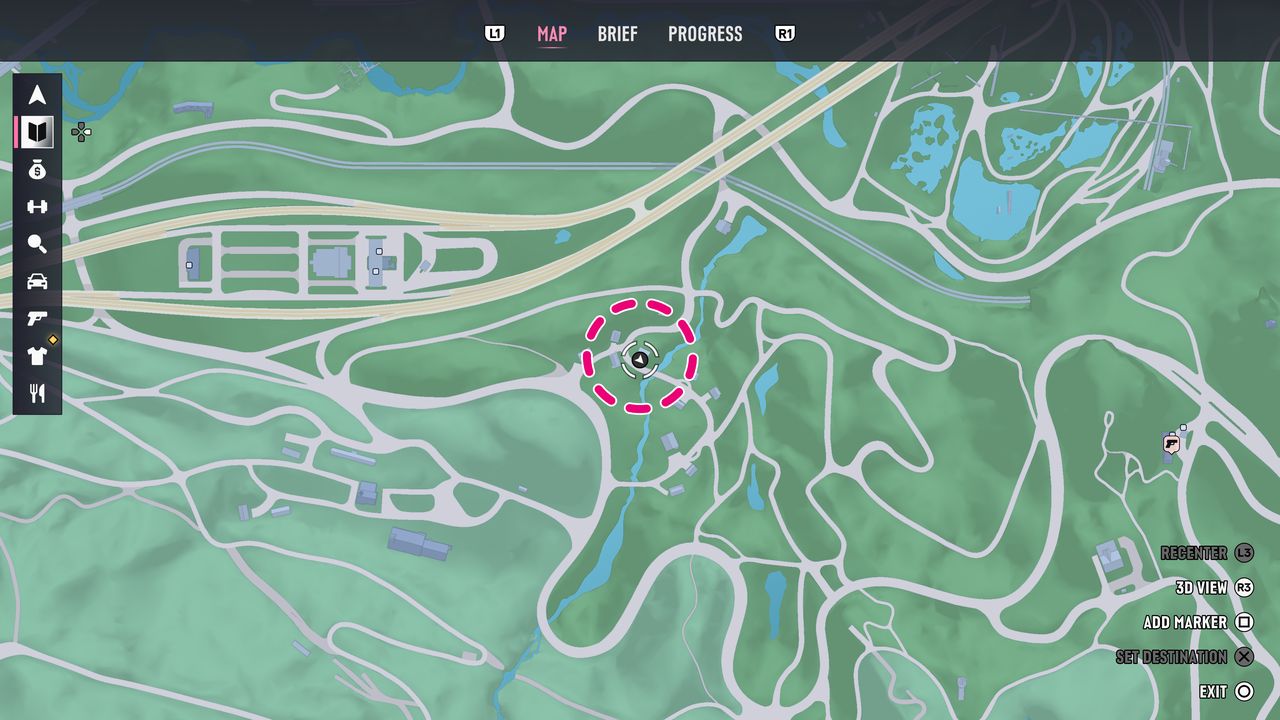 L1 MAP BRIEF PROGRESS R1
$
RECENTER L3
3D VIEW R3
ADD MARKER
SET DESTINATION
EXIT